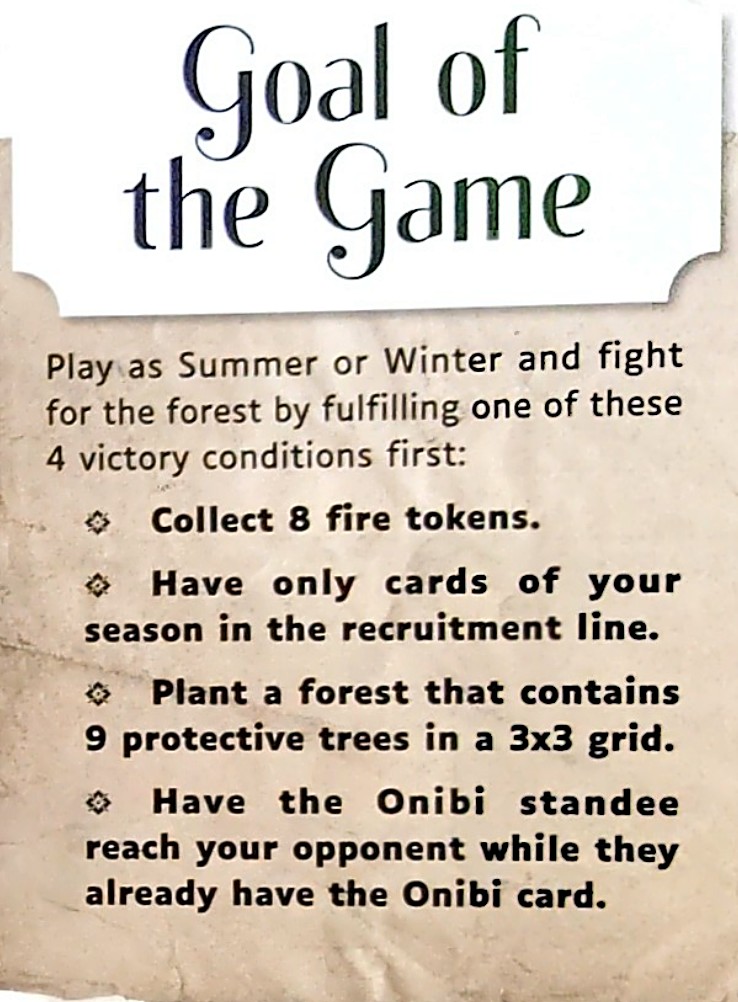 Goal of
the Game
Play as Summer or Winter and fight
for the forest by fulfilling one of these
4 victory conditions first:
Collect 8 fire tokens.
Have only cards of your
season in the recruitment line.
Plant a forest that contains
9 protective trees in a 3x3 grid.
Have the Onibi standee
reach your opponent while they
already have the Onibi card.